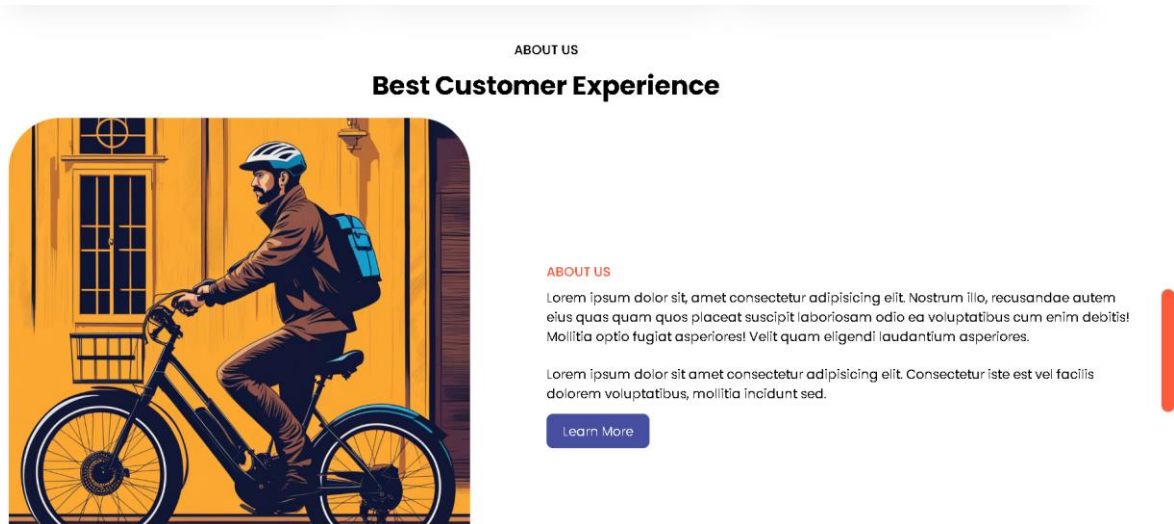 ABOUT US
Best Customer Experience
ABOUT US
Lorem ipsum dolor sit, amet consectetur adipisicing elit. Nostrum illo, recusandae autem
eius quas quam quos placeat suscipit laboriosam odio ea voluptatibus cum enim debitis!
Mollitia optio fugiat asperiores! Velit quam eligendi laudantium asperiores.
Lorem ipsum dolor sit amet consectetur adipisicing elit. Consectetur iste est vel facilis
dolorem voluptatibus, mollitia incidunt sed.
Learn More